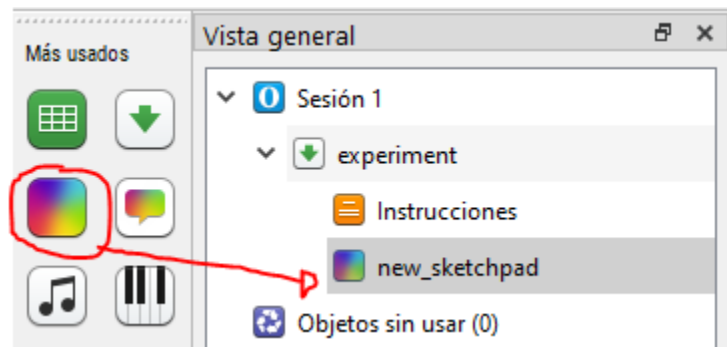 Más usados
Vista general
Sesión 1
experiment
Instrucciones
new_sketchpad
Objetos sin usar (0)